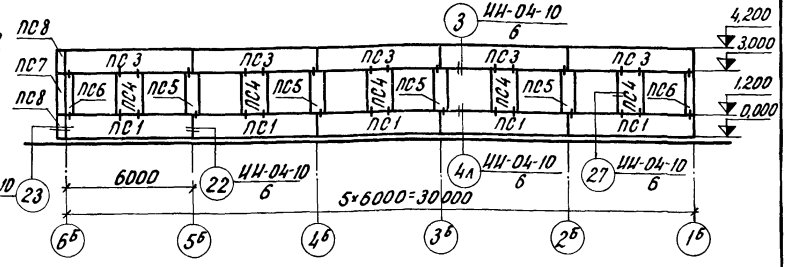 3 ИИ-04-10
6
4,200
3.000
1.200
0,000
ПС8
ПС7
ПС8
ПС3 ПС3 ПС3 ПС3 ПС3
ПС6 ПС4 ПС5 ПС4 ПС5 ПС4 ПС5 ПС4 ПС5 ПС4 ПС6
ПС1 ПС1 ПС1 ПС1 ПС1
10 23
6000
22 ИИ-04-10
6
4л ИИ-04-10
6
27 ИИ-04-10
6
5×6000=30000
6Б 5Б 4Б 3Б 2Б 1Б